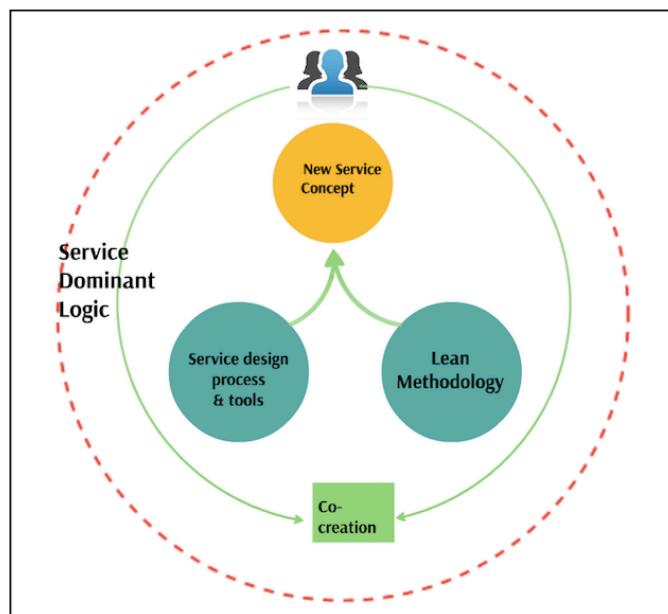 New Service
Concept
Service
Dominant
Logic
Service design
process
& tools
Lean
Methodology
Co-
creation